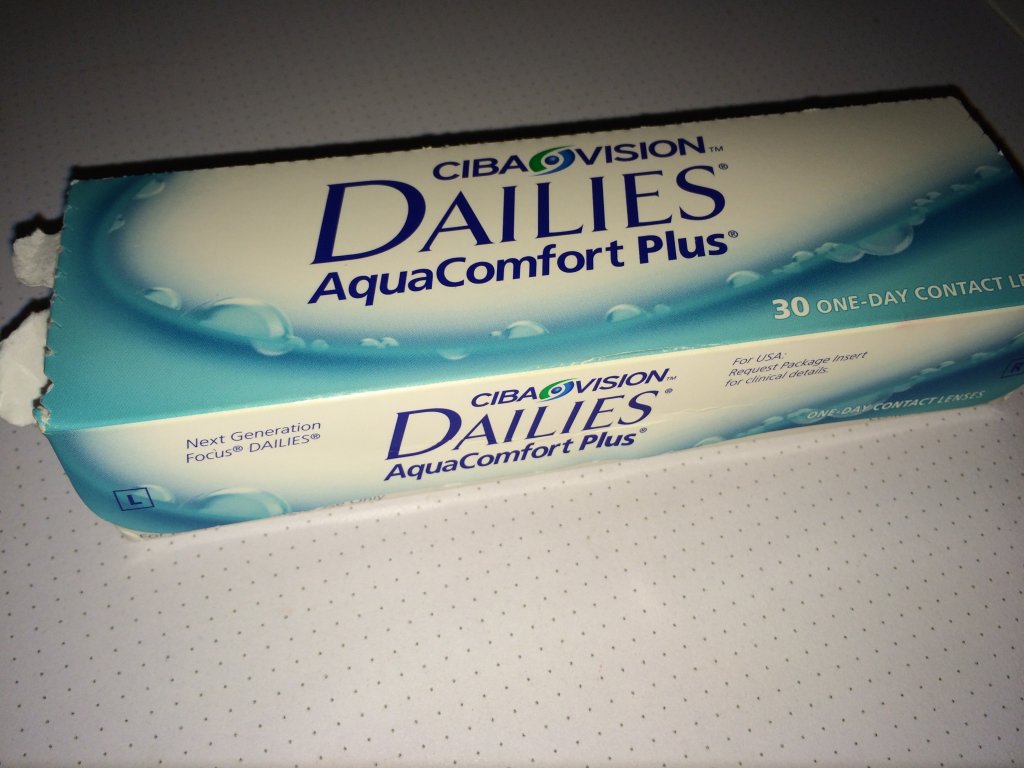 CIBA VISION™
DAILIES®
AquaComfort Plus®
30 ONE-DAY CONTACT LE
CIBA VISION™
DAILIES®
AquaComfort Plus®
Next Generation
Focus® DAILIES®
For USA:
Request Package Insert
for clinical details.
ONE-DAY CONTACT LENSES
L
R
Only